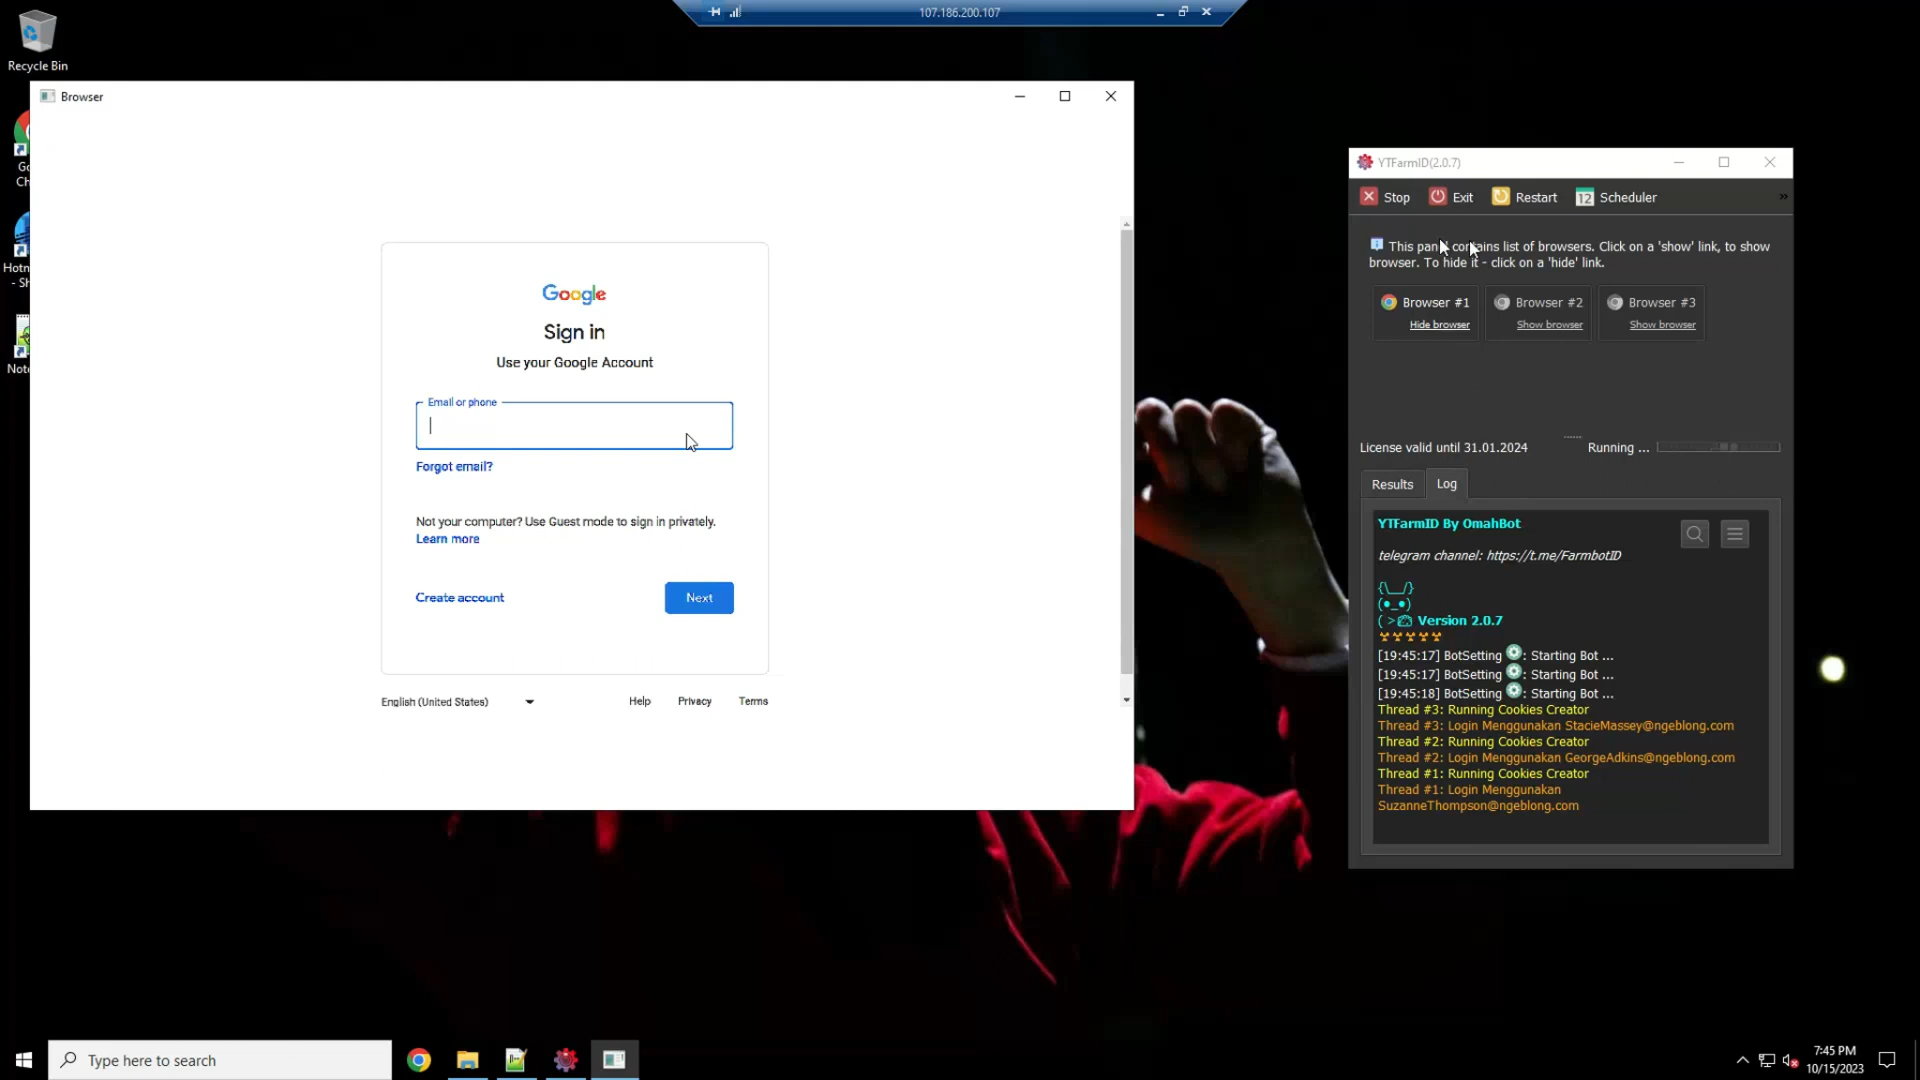 107.186.200.107
Recycle Bin
Browser
Google
Sign in
Use your Google Account
Email or phone
Forgot email?
Not your computer? Use Guest mode to sign in privately.
Learn more
Create account
Next
English (United States)
Help
Privacy
Terms
Go
Ch
Hotn
- Sh
Note
YTFarmID(2.0.7)
Stop
Exit
Restart
12
Scheduler
»
This panel contains list of browsers. Click on a 'show' link, to show
browser. To hide it - click on a 'hide' link.
Browser #1
Hide browser
Browser #2
Show browser
Browser #3
Show browser
License valid until 31.01.2024
Running ...
Results
Log
YTFarmID By OmahBot
telegram channel: https://t.me/FarmbotID
{\__/}
(●_●)
( > Version 2.0.7
[19:45:17] BotSetting : Starting Bot ...
[19:45:17] BotSetting : Starting Bot ...
[19:45:18] BotSetting : Starting Bot ...
Thread #3: Running Cookies Creator
Thread #3: Login Menggunakan StacieMassey@ngeblong.com
Thread #2: Running Cookies Creator
Thread #2: Login Menggunakan GeorgeAdkins@ngeblong.com
Thread #1: Running Cookies Creator
Thread #1: Login Menggunakan
SuzanneThompson@ngeblong.com
Type here to search
7:45 PM
10/15/2023